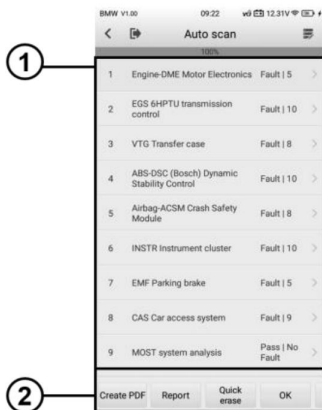 BMW V1.00 09:22 12.31V
Auto scan
100%
1 Engine-DME Motor Electronics Fault | 5
2 EGS 6HPTU transmission control Fault | 10
3 VTG Transfer case Fault | 8
4 ABS-DSC (Bosch) Dynamic Stability Control Fault | 10
5 Airbag-ACSM Crash Safety Module Fault | 8
6 INSTR Instrument cluster Fault | 10
7 EMF Parking brake Fault | 5
8 CAS Car access system Fault | 9
9 MOST system analysis Pass | No Fault
Create PDF Report Quick erase OK
1
2